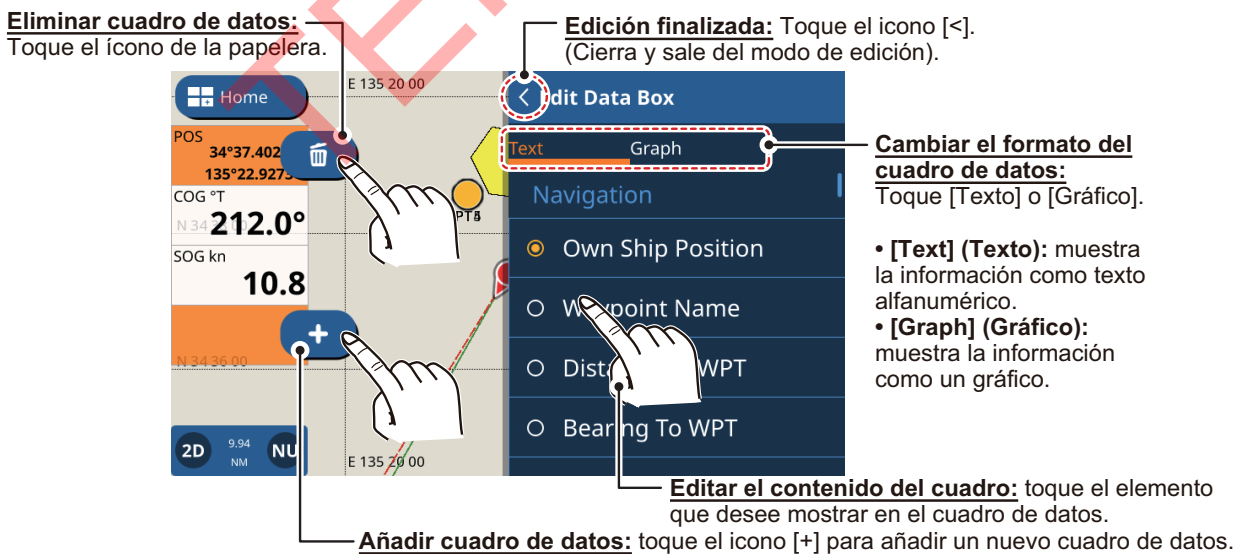 Eliminar cuadro de datos:
Toque el ícono de la papelera.
Edición finalizada: Toque el icono [<].
(Cierra y sale del modo de edición).
Home
E 135 20 00
dit Data Box
POS
34°37.402
135°22.927
COG °T
212.0°
N 34
SOG kn
10.8
N 34 36 00
2D
9.94
NM
NU
E 135 20 00
Text
Graph
Navigation
Own Ship Position
W ypoint Name
Dist WPT
Bearing To WPT
Cambiar el formato del
cuadro de datos:
Toque [Texto] o [Gráfico].
• [Text] (Texto): muestra
la información como texto
alfanumérico.
• [Graph] (Gráfico):
muestra la información
como un gráfico.
Editar el contenido del cuadro: toque el elemento
que desee mostrar en el cuadro de datos.
Añadir cuadro de datos: toque el icono [+] para añadir un nuevo cuadro de datos.